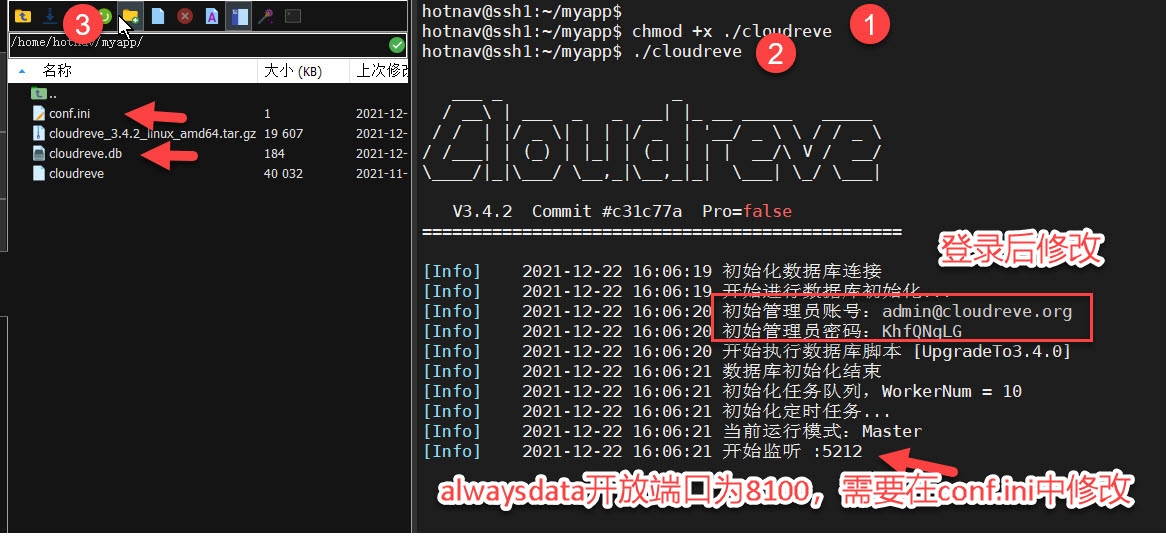 3
/home/hotnav/myapp/
名称 大小 (KB) 上次修改
..
conf.ini 1 2021-12-
cloudreve_3.4.2_linux_amd64.tar.gz 19 607 2021-12-
cloudreve.db 184 2021-12-
cloudreve 40 032 2021-11-
hotnav@ssh1:~/myapp$
hotnav@ssh1:~/myapp$ chmod +x ./cloudreve 1
hotnav@ssh1:~/myapp$ ./cloudreve 2
Cloudreve
V3.4.2 Commit #c31c77a Pro=false
================================================
登录后修改
[Info] 2021-12-22 16:06:19 初始化数据库连接
[Info] 2021-12-22 16:06:19 开始进行数据库初始化...
[Info] 2021-12-22 16:06:20 初始管理员账号：admin@cloudreve.org
[Info] 2021-12-22 16:06:20 初始管理员密码：KhfQNqLG
[Info] 2021-12-22 16:06:20 开始执行数据库脚本 [UpgradeTo3.4.0]
[Info] 2021-12-22 16:06:21 数据库初始化结束
[Info] 2021-12-22 16:06:21 初始化任务队列，WorkerNum = 10
[Info] 2021-12-22 16:06:21 初始化定时任务...
[Info] 2021-12-22 16:06:21 当前运行模式：Master
[Info] 2021-12-22 16:06:21 开始监听 :5212
alwaysdata开放端口为8100，需要在conf.ini中修改